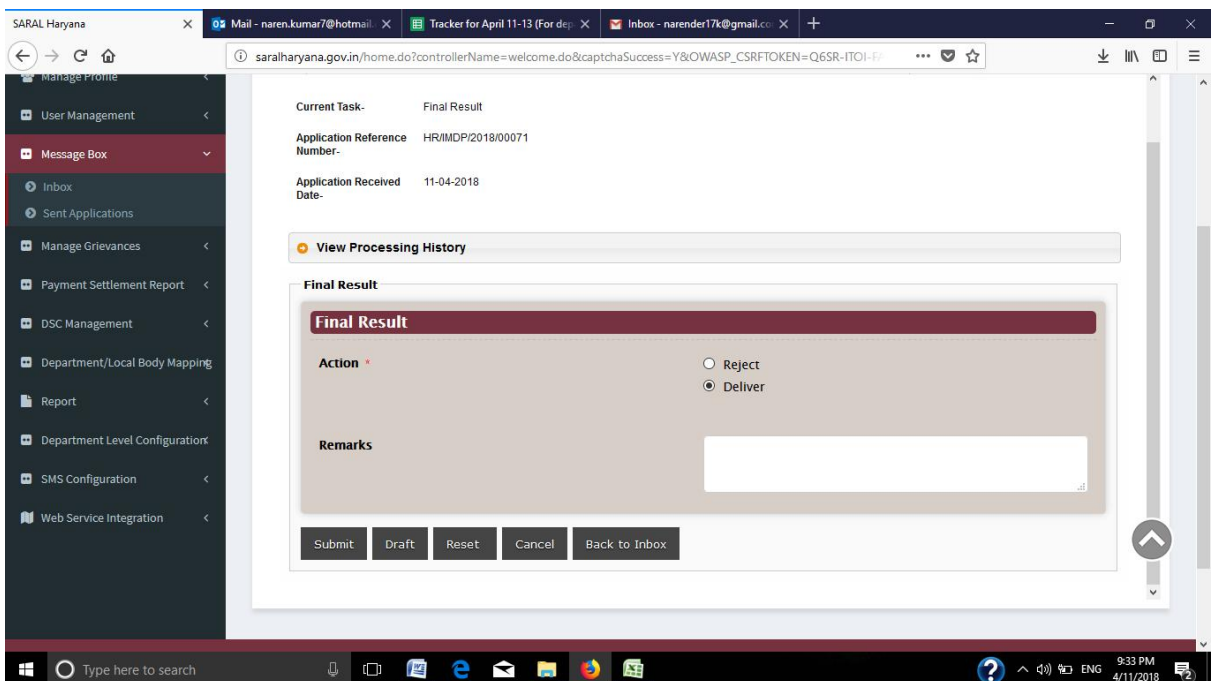 SARAL Haryana
Mail - naren.kumar7@hotmail.
Tracker for April 11-13 (For dep
Inbox - narender17k@gmail.co
saralharyana.gov.in/home.do?controllerName=welcome.do&captchaSuccess=Y&OWASP_CSRFTOKEN=Q6SR-ITOI-FA
Manage Profile
User Management
Message Box
Inbox
Sent Applications
Manage Grievances
Payment Settlement Report
DSC Management
Department/Local Body Mapping
Report
Department Level Configuration
SMS Configuration
Web Service Integration
Current Task-
Final Result
Application Reference
Number-
HR/IMDP/2018/00071
Application Received
Date-
11-04-2018
View Processing History
Final Result
Final Result
Action *
Reject
Deliver
Remarks
Submit
Draft
Reset
Cancel
Back to Inbox
Type here to search
ENG
9:33 PM
4/11/2018
2